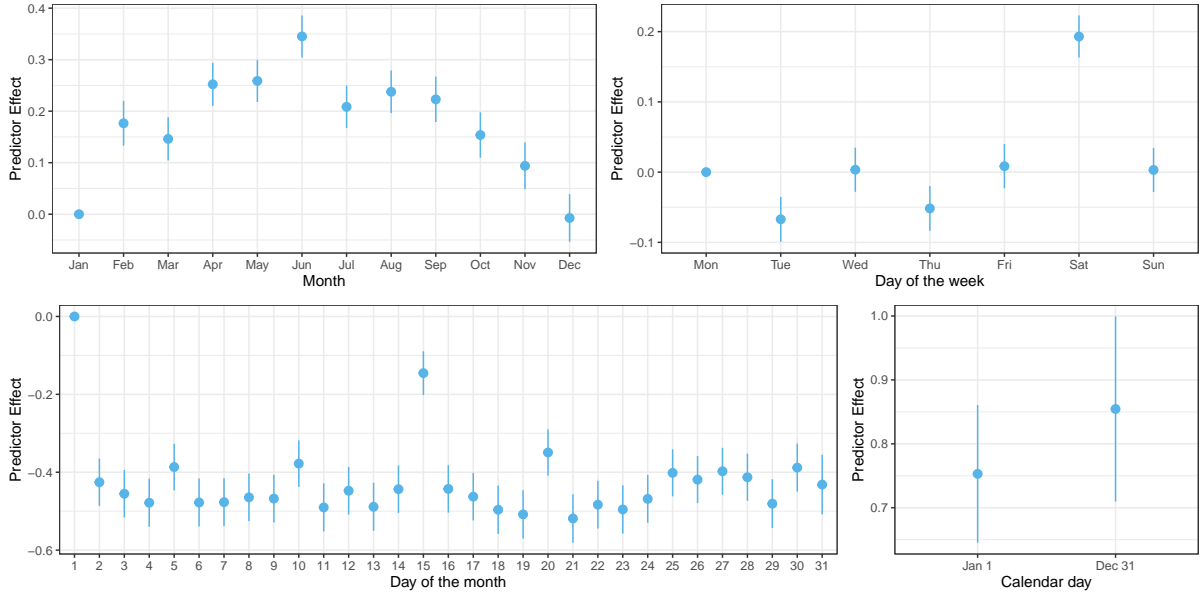 0.4
0.3
0.2
0.1
0.0
Predictor Effect
Jan Feb Mar Apr May Jun Jul Aug Sep Oct Nov Dec
Month
0.2
0.1
0.0
−0.1
Predictor Effect
Mon Tue Wed Thu Fri Sat Sun
Day of the week
0.0
−0.2
−0.4
−0.6
Predictor Effect
1 2 3 4 5 6 7 8 9 10 11 12 13 14 15 16 17 18 19 20 21 22 23 24 25 26 27 28 29 30 31
Day of the month
1.0
0.9
0.8
0.7
Predictor Effect
Jan 1 Dec 31
Calendar day